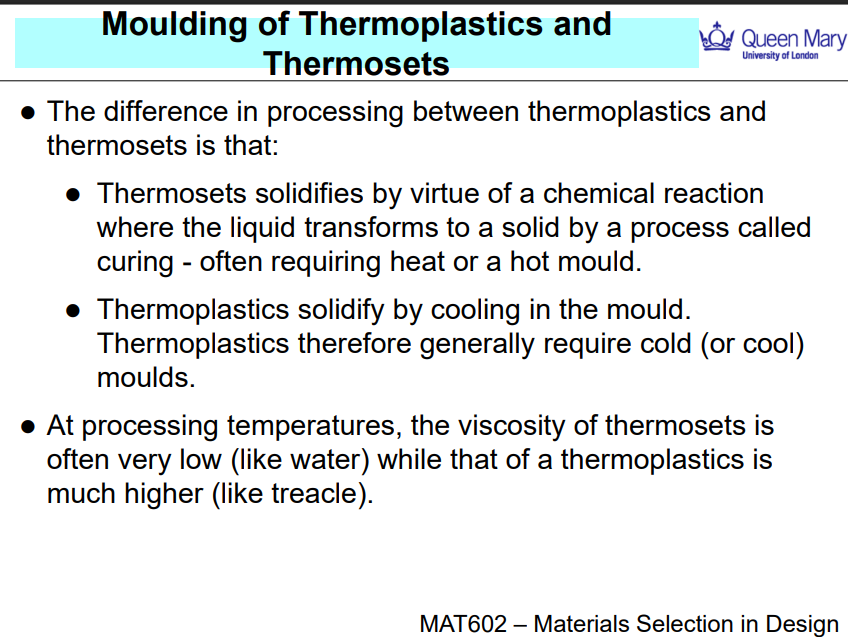 Moulding of Thermoplastics and
Thermosets
Queen Mary
University of London
● The difference in processing between thermoplastics and
thermosets is that:
● Thermosets solidifies by virtue of a chemical reaction
where the liquid transforms to a solid by a process called
curing - often requiring heat or a hot mould.
● Thermoplastics solidify by cooling in the mould.
Thermoplastics therefore generally require cold (or cool)
moulds.
● At processing temperatures, the viscosity of thermosets is
often very low (like water) while that of a thermoplastics is
much higher (like treacle).
MAT602 – Materials Selection in Design